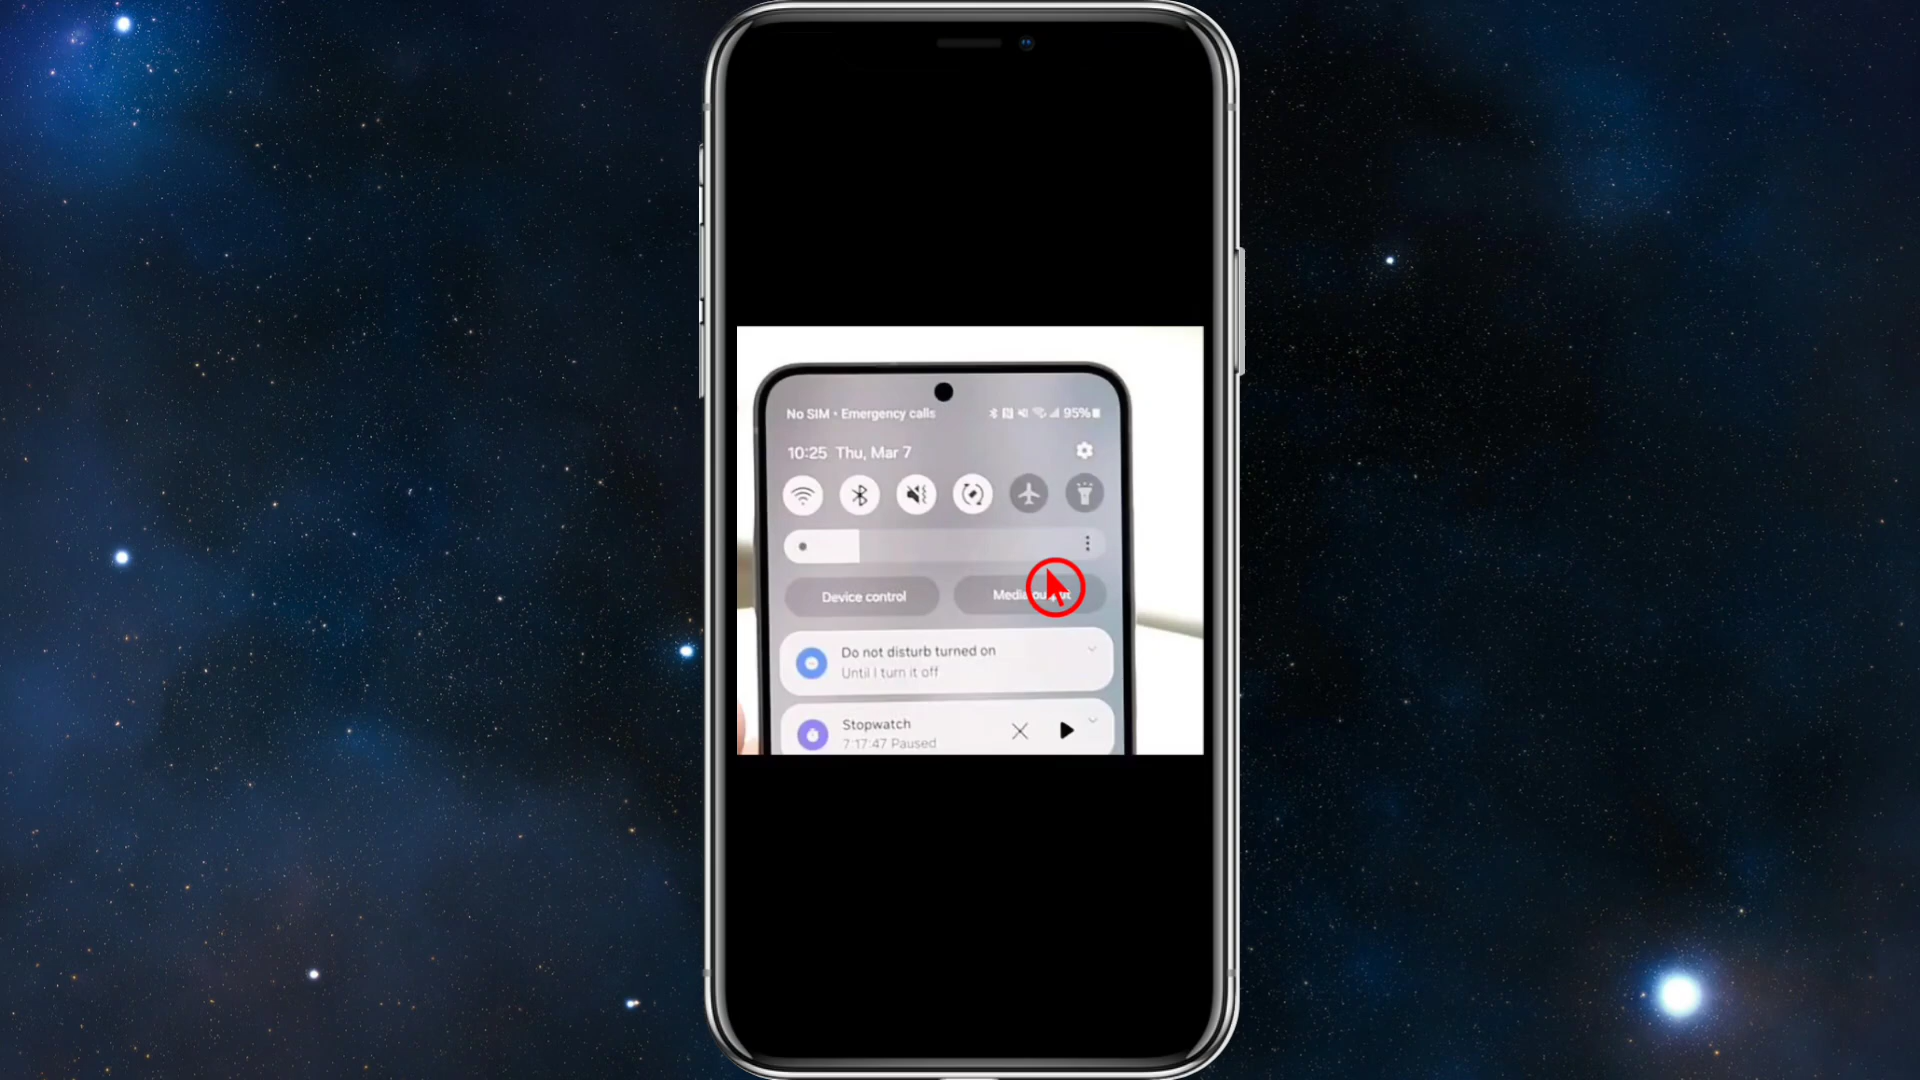 No SIM • Emergency calls 95%
10:25 Thu, Mar 7
Device control
Media output
Do not disturb turned on
Until I turn it off
Stopwatch
7:17:47 Paused